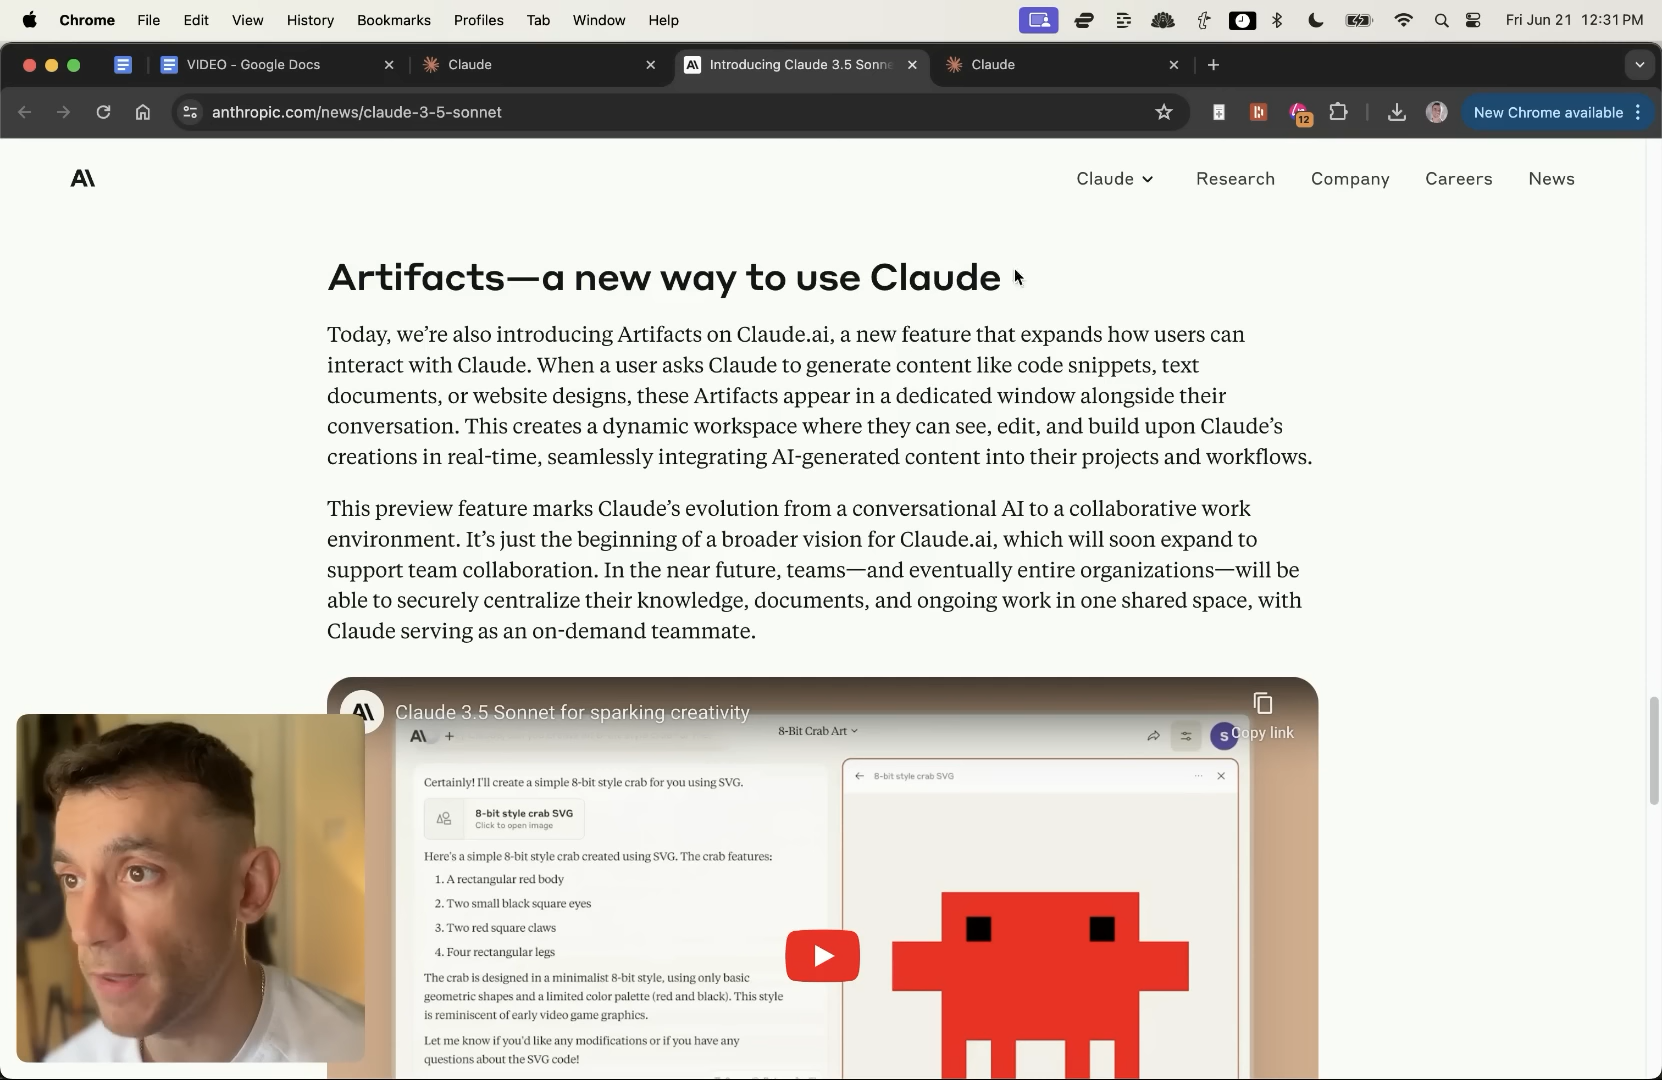 Chrome File Edit View History Bookmarks Profiles Tab Window Help Fri Jun 21 12:31 PM
VIDEO - Google Docs Claude Introducing Claude 3.5 Sonne Claude
anthropic.com/news/claude-3-5-sonnet 12 New Chrome available
Claude Research Company Careers News
Artifacts—a new way to use Claude
Today, we’re also introducing Artifacts on Claude.ai, a new feature that expands how users can
interact with Claude. When a user asks Claude to generate content like code snippets, text
documents, or website designs, these Artifacts appear in a dedicated window alongside their
conversation. This creates a dynamic workspace where they can see, edit, and build upon Claude’s
creations in real-time, seamlessly integrating AI-generated content into their projects and workflows.
This preview feature marks Claude’s evolution from a conversational AI to a collaborative work
environment. It’s just the beginning of a broader vision for Claude.ai, which will soon expand to
support team collaboration. In the near future, teams—and eventually entire organizations—will be
able to securely centralize their knowledge, documents, and ongoing work in one shared space, with
Claude serving as an on-demand teammate.
Claude 3.5 Sonnet for sparking creativity
8-Bit Crab Art
S
Copy link
Certainly! I'll create a simple 8-bit style crab for you using SVG.
8-bit style crab SVG
Click to open image
Here's a simple 8-bit style crab created using SVG. The crab features:
1. A rectangular red body
2. Two small black square eyes
3. Two red square claws
4. Four rectangular legs
The crab is designed in a minimalist 8-bit style, using only basic
geometric shapes and a limited color palette (red and black). This style
is reminiscent of early video game graphics.
Let me know if you'd like any modifications or if you have any
questions about the SVG code!
8-bit style crab SVG